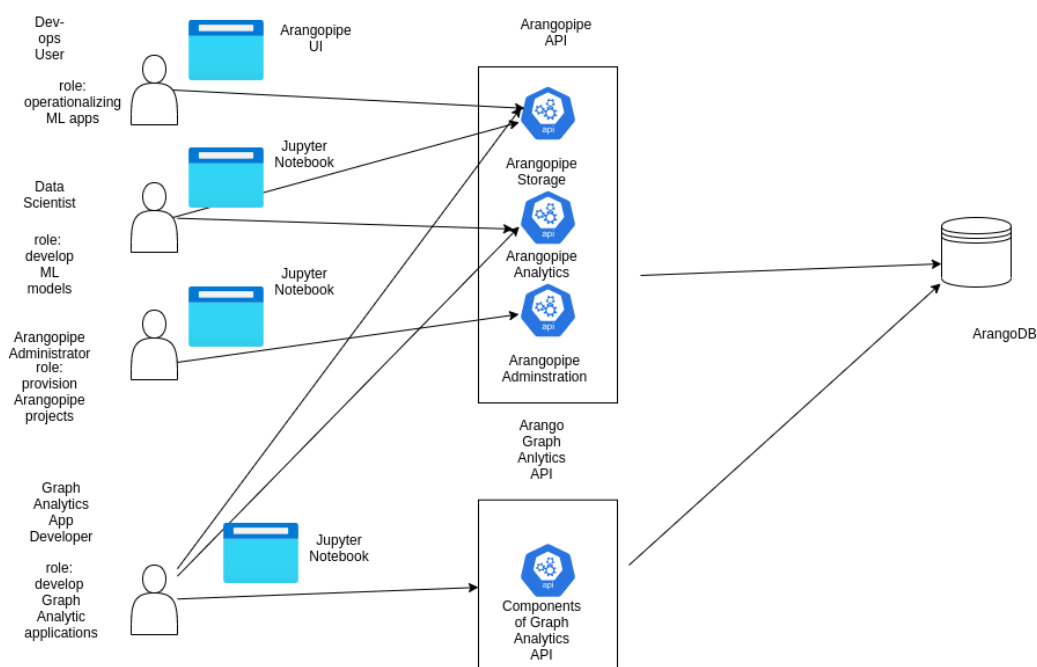 Dev-
ops
User
Arangopipe
UI
Arangopipe
API
role:
operationalizing
ML apps
api
Arangopipe
Storage
Jupyter
Notebook
Data
Scientist
role:
develop
ML
models
api
Arangopipe
Analytics
Jupyter
Notebook
api
Arangopipe
Adminstration
Arangopipe
Administrator
role:
provision
Arangopipe
projects
ArangoDB
Arango
Graph
Anlytics
API
Graph
Analytics
App
Developer
role:
develop
Graph
Analytic
applications
Jupyter
Notebook
api
Components
of Graph
Analytics
API